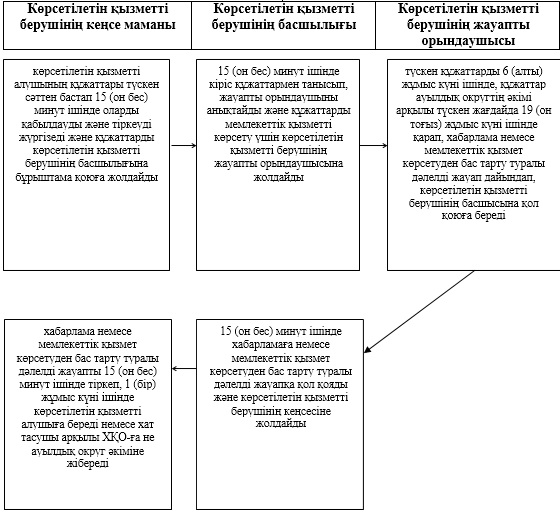 Көрсетілетін қызметті
берушінің кеңсе маманы
Көрсетілетін қызметті
берушінің басшылығы
Көрсетілетін қызметті
берушінің жауапты
орындаушысы
көрсетілетін қызметті
алушының құжаттары түскен
сәттен бастап 15 (он бес)
минут ішінде оларды
қабылдауды және тіркеуді
жүргізеді және құжаттарды
көрсетілетін қызметті
берушінің басшылығына
бұрыштама қоюға жолдайды
15 (он бес) минут ішінде
кіріс құжаттармен танысып,
жауапты орындаушыны
анықтайды және құжаттарды
мемлекеттік қызметті
көрсету үшін көрсетілетін
қызметті берушінің
жауапты орындаушысына
жолдайды
түскен құжаттарды 6 (алты)
жұмыс күні ішінде, құжаттар
ауылдық округтің әкімі
арқылы түскен жағдайда 19 (он
тоғыз) жұмыс күні ішінде
қарап, хабарлама немесе
мемлекеттік қызмет
көрсетуден бас тарту туралы
дәлелді жауап дайындап,
көрсетілетін қызметті
берушінің басшысына қол
қоюға береді
хабарлама немесе
мемлекеттік қызмет
көрсетуден бас тарту туралы
дәлелді жауапты 15 (он бес)
минут ішінде тіркеп, 1 (бір)
жұмыс күні ішінде
көрсетілетін қызметті
алушыға береді немесе хат
тасушы арқылы ХҚО-ға не
ауылдық округ әкіміне
жібереді
15 (он бес) минут ішінде
хабарламаға немесе
мемлекеттік қызмет
көрсетуден бас тарту туралы
дәлелді жауапқа қол қояды
және көрсетілетін қызметті
берушінің кеңсесіне
жолдайды